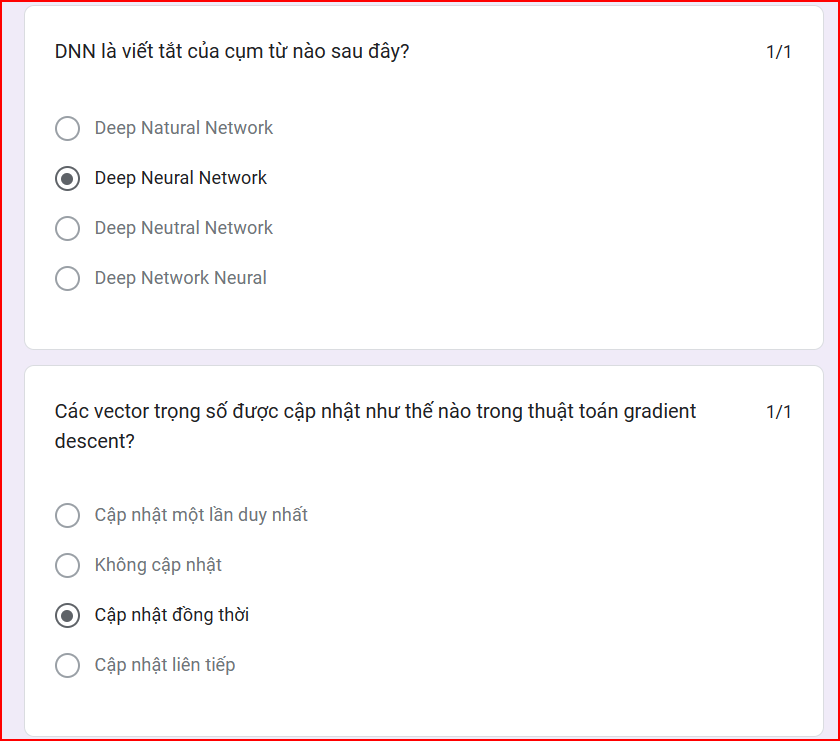 DNN là viết tắt của cụm từ nào sau đây?
1/1
Deep Natural Network
Deep Neural Network
Deep Neutral Network
Deep Network Neural
Các vector trọng số được cập nhật như thế nào trong thuật toán gradient
descent?
1/1
Cập nhật một lần duy nhất
Không cập nhật
Cập nhật đồng thời
Cập nhật liên tiếp